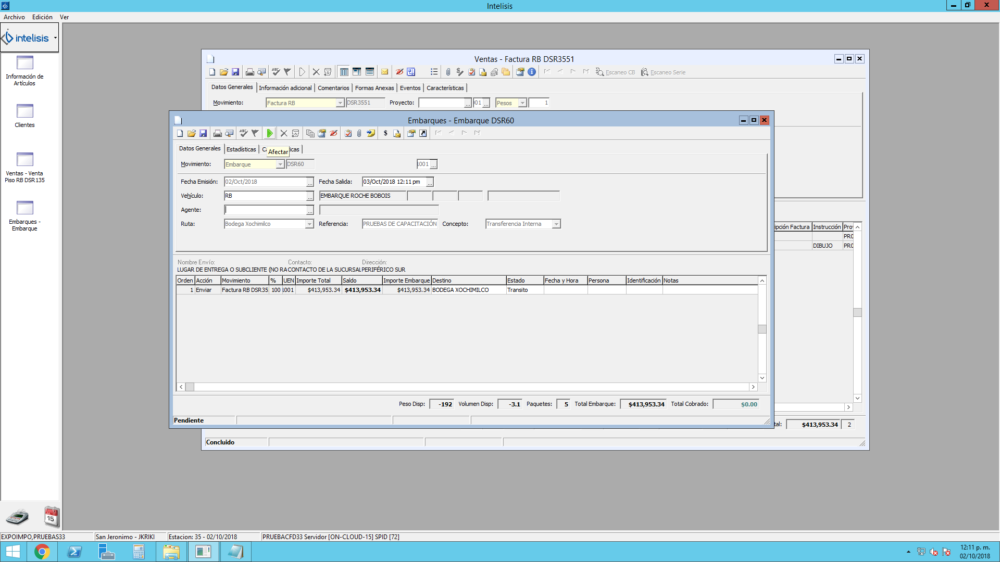 Intelisis
Archivo Edición Ver
intelisis
Información de
Artículos
Clientes
Ventas - Venta
Piso RB DSR135
Embarques -
Embarque
15
Ventas - Factura RB DSR3551
ABC
Escaneo CB Escaneo Serie
Datos Generales Información adicional Comentarios Formas Anexas Eventos Características
Movimiento: Factura RB DSR3551 Proyecto: ... 001 ... Pesos 1
Embarques - Embarque DSR60
ABC $
Datos Generales Estadísticas
Afectar
Movimiento: Embarque DSR60 1001 ...
Fecha Emisión: 02/Oct/2018 ... Fecha Salida: 03/Oct/2018 12:11 pm ...
Vehículo: RB ... EMBARQUE ROCHE BOBOIS
Agente: ...
Ruta: Bodega Xochimilco Referencia: PRUEBAS DE CAPACITACIÓN Concepto: Transferencia Interna
Nombre Envío: Contacto: Dirección:
LUGAR DE ENTREGA O SUBCLIENTE (NO RA CONTACTO DE LA SUCURSAL PERIFÉRICO SUR
Orden Acción Movimiento % UEN Importe Total Saldo Importe Embarque Destino Estado Fecha y Hora Persona Identificación Notas
1 Enviar Factura RB DSR35 100 1001 $413,953.34 $413,953.34 $413,953.34 BODEGA XOCHIMILCO Transito
Peso Disp: -192 Volumen Disp: -3.1 Paquetes: 5 Total Embarque: $413,953.34 Total Cobrado: $0.00
Pendiente
ipción Factura Instrucción Pro
PRO
DIBUJO PRO
tal: $413,953.34 2
Concluido
EXPOIMPO,PRUEBAS33 San Jeronimo - JKRIKI Estacion: 35 - 02/10/2018 PRUEBACFD33 Servidor [ON-CLOUD-15] SPID [72]
12:11 p. m.
02/10/2018